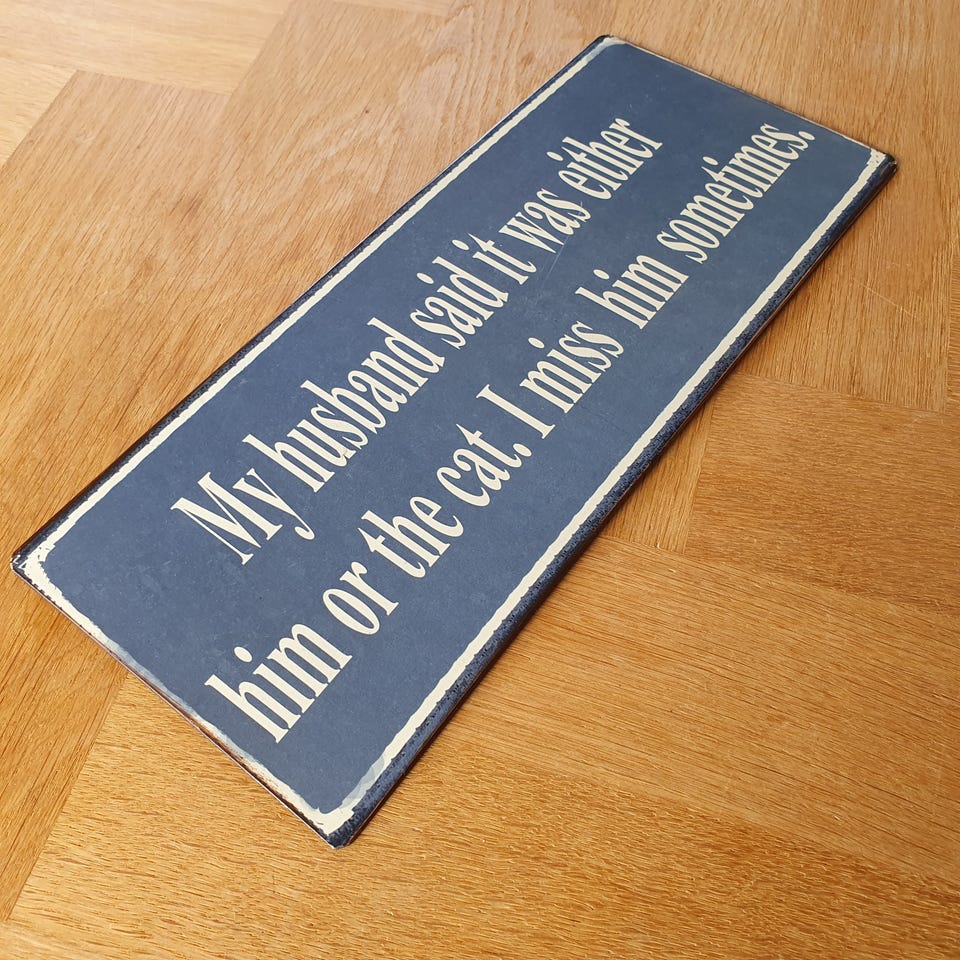 My husband said it was either
him or the cat. I miss him sometimes.